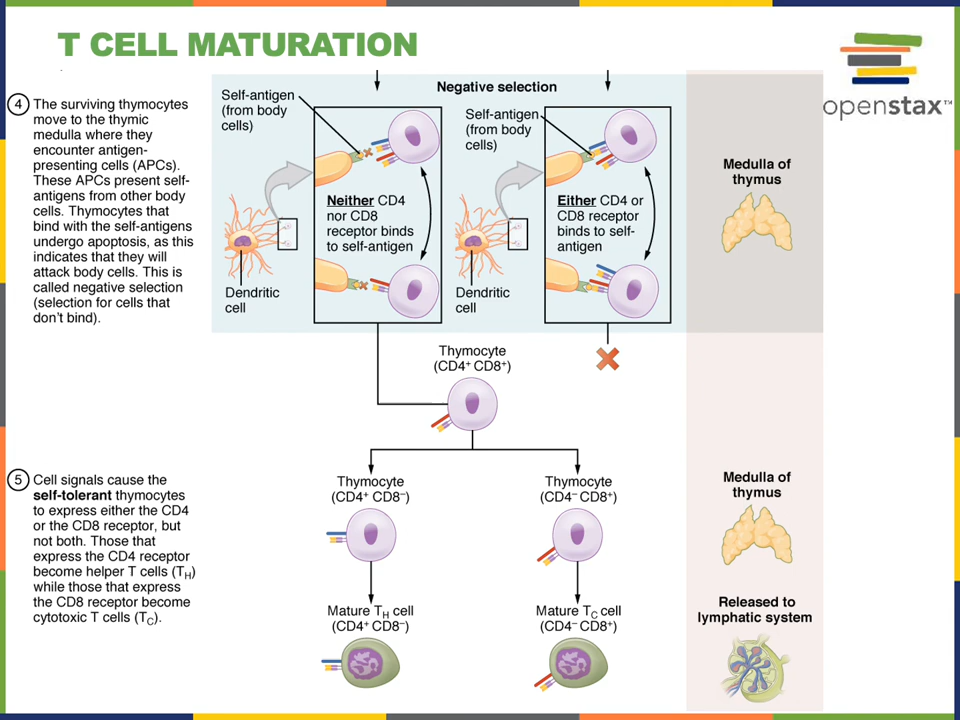 T CELL MATURATION
openstax™
Negative selection
4 The surviving thymocytes
move to the thymic
medulla where they
encounter antigen-
presenting cells (APCs).
These APCs present self-
antigens from other body
cells. Thymocytes that
bind with the self-antigens
undergo apoptosis, as this
indicates that they will
attack body cells. This is
called negative selection
(selection for cells that
don't bind).
Self-antigen
(from body
cells)
Neither CD4
nor CD8
receptor binds
to self-antigen
Dendritic
cell
Self-antigen
(from body
cells)
Either CD4 or
CD8 receptor
binds to self-
antigen
Dendritic
cell
Medulla of
thymus
Thymocyte
(CD4⁺ CD8⁺)
5 Cell signals cause the
self-tolerant thymocytes
to express either the CD4
or the CD8 receptor, but
not both. Those that
express the CD4 receptor
become helper T cells (TH)
while those that express
the CD8 receptor become
cytotoxic T cells (TC).
Thymocyte
(CD4⁺ CD8⁻)
Thymocyte
(CD4⁻ CD8⁺)
Medulla of
thymus
Mature TH cell
(CD4⁺ CD8⁻)
Mature TC cell
(CD4⁻ CD8⁺)
Released to
lymphatic system